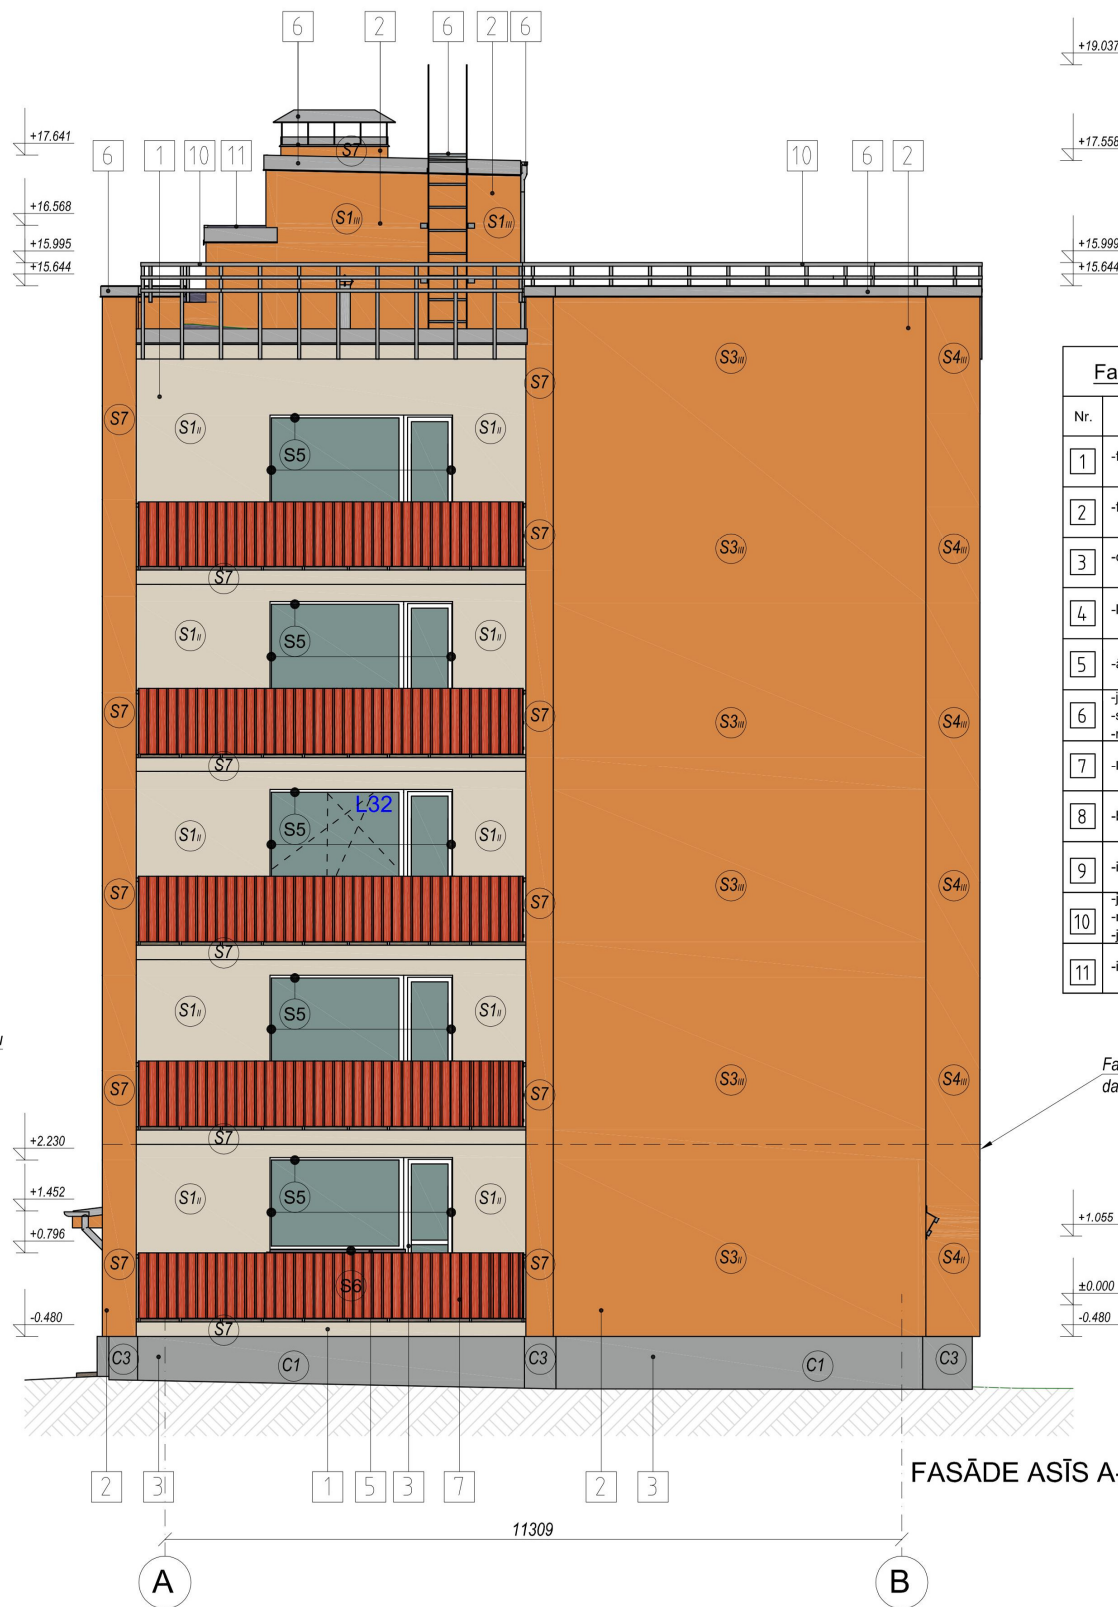 6 2 6 2 6
+19.037
+17.641
+17.558
6 1 10 11 S7 10 6 2
+16.568
S1III S1III
+15.995
+15.999
+15.644
+15.644
S3III S4III
S7
Fa
S7 S1II S1II
Nr.
S5
1
2
S7 S3III S4III
3
S7
4
S1II S5 S1II
5
S7 S7 S3III S4III
6
7
S7
Ł32
8
S1II S5 S1II
9
S7 S7 S3III S4III
10
S7
11
S1II S5 S1II
Fa
da
S7 S7 S3III S4III
S7
+2.230
+1.452
S1II S5 S1II
+1.055
+0.796
S7 S7 S3II S4II
S6
±0.000
-0.480
-0.480
S7
C3 C1 C3 C1 C3
2 3 1 5 3 7 2 3
FASĀDE ASĪS A-
11309
A B